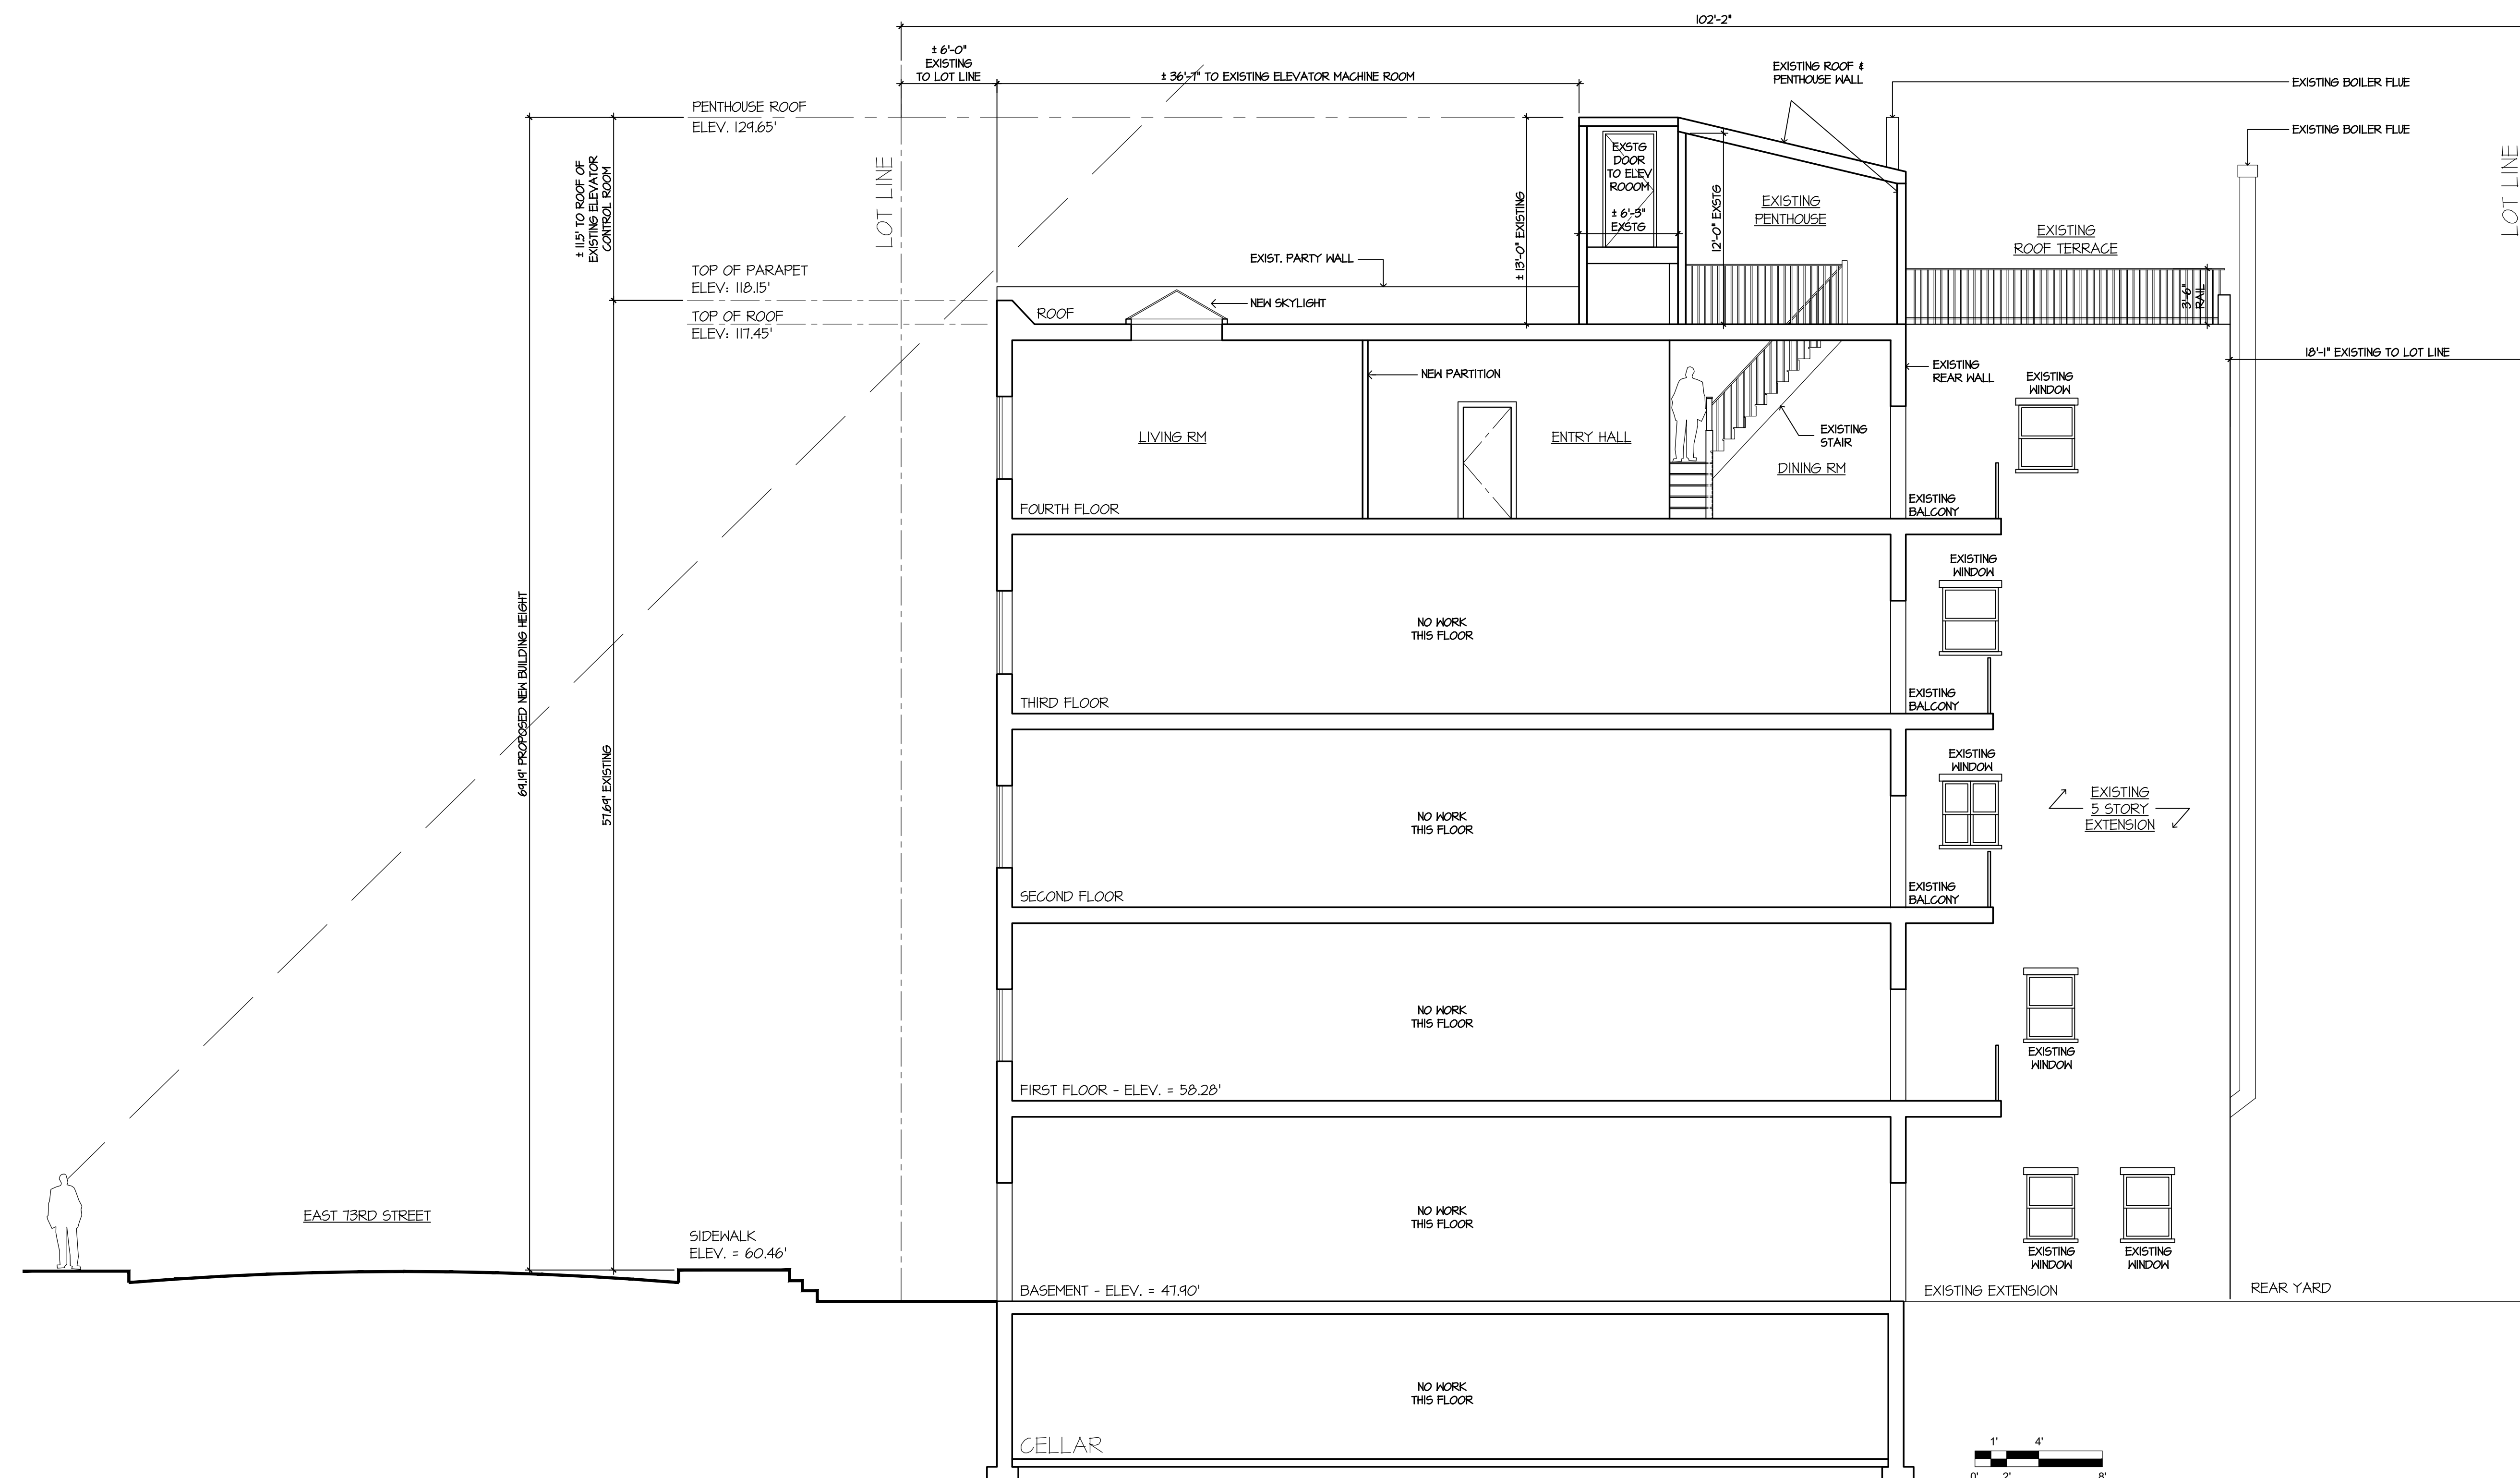 102'-2"
± 6'-0"
EXISTING
TO LOT LINE
± 36'-7" TO EXISTING ELEVATOR MACHINE ROOM
EXISTING ROOF &
PENTHOUSE WALL
EXISTING BOILER FLUE
PENTHOUSE ROOF
ELEV. 129.65'
EXISTING BOILER FLUE
± 11.5' TO ROOF OF
EXISTING ELEVATOR
CONTROL ROOM
LOT LINE
LOT LINE
EXSTG
DOOR
TO ELEV
ROOOM
± 6'-3"
EXSTG
± 13'-0" EXISTING
12'-0" EXSTG
EXISTING
PENTHOUSE
EXISTING
ROOF TERRACE
3'-6"
RAIL
EXIST. PARTY WALL
TOP OF PARAPET
ELEV: 118.15'
NEW SKYLIGHT
ROOF
TOP OF ROOF
ELEV: 117.45'
18'-1" EXISTING TO LOT LINE
NEW PARTITION
EXISTING
REAR WALL
EXISTING
WINDOW
LIVING RM
ENTRY HALL
EXISTING
STAIR
DINING RM
FOURTH FLOOR
EXISTING
BALCONY
69.19' PROPOSED NEW BUILDING HEIGHT
57.69' EXISTING
EXISTING
WINDOW
NO WORK
THIS FLOOR
THIRD FLOOR
EXISTING
BALCONY
EXISTING
WINDOW
NO WORK
THIS FLOOR
EXISTING
5 STORY
EXTENSION
SECOND FLOOR
EXISTING
BALCONY
NO WORK
THIS FLOOR
EXISTING
WINDOW
FIRST FLOOR - ELEV. = 58.28'
EAST 73RD STREET
SIDEWALK
ELEV. = 60.46'
NO WORK
THIS FLOOR
EXISTING
WINDOW
EXISTING
WINDOW
BASEMENT - ELEV. = 47.90'
EXISTING EXTENSION
REAR YARD
NO WORK
THIS FLOOR
CELLAR
1' 4'
0' 2' 8'